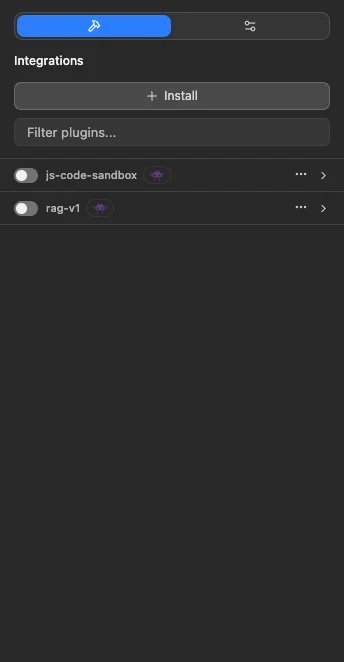 Integrations
+ Install
Filter plugins...
js-code-sandbox
rag-v1